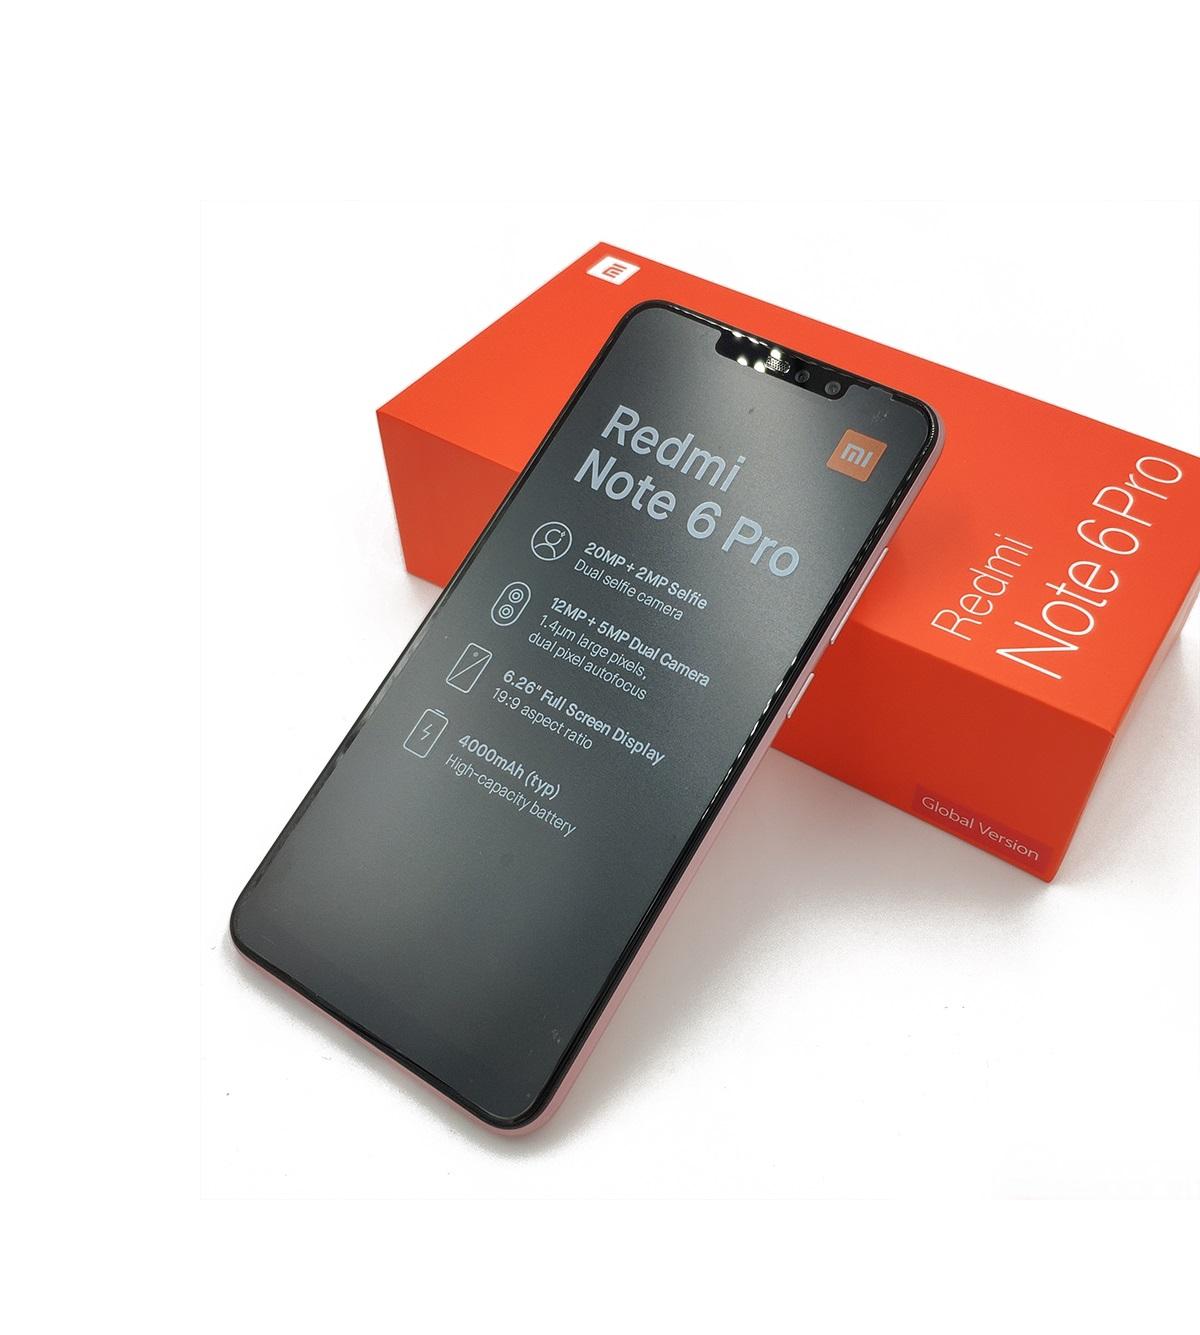 Redmi
Note 6 Pro
mi
20MP + 2MP Selfie
Dual selfie camera
12MP + 5MP Dual Camera
1.4µm large pixels,
dual pixel autofocus
6.26" Full Screen Display
19:9 aspect ratio
4000mAh (typ)
High-capacity battery
mi
Redmi
Note 6 Pro
Global Version